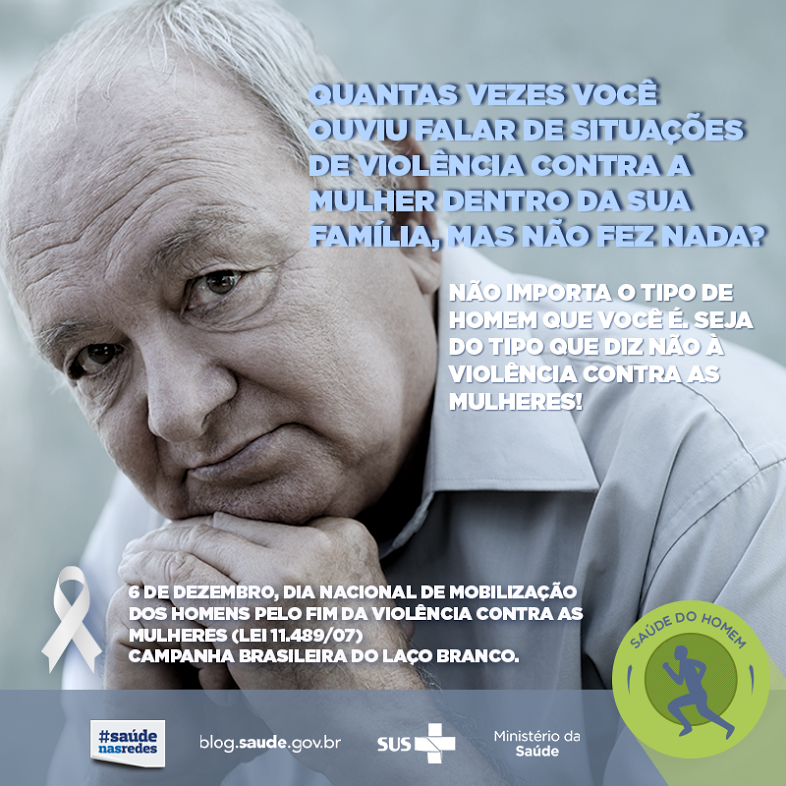 QUANTAS VEZES VOCÊ
OUVIU FALAR DE SITUAÇÕES
DE VIOLÊNCIA CONTRA A
MULHER DENTRO DA SUA
FAMÍLIA, MAS NÃO FEZ NADA?
NÃO IMPORTA O TIPO DE
HOMEM QUE VOCÊ É. SEJA
DO TIPO QUE DIZ NÃO À
VIOLÊNCIA CONTRA AS
MULHERES!
6 DE DEZEMBRO, DIA NACIONAL DE MOBILIZAÇÃO
DOS HOMENS PELO FIM DA VIOLÊNCIA CONTRA AS
MULHERES (LEI 11.489/07)
CAMPANHA BRASILEIRA DO LAÇO BRANCO.
SAÚDE DO HOMEM
#saúde
nasredes
blog.saude.gov.br
SUS
Ministério da
Saúde